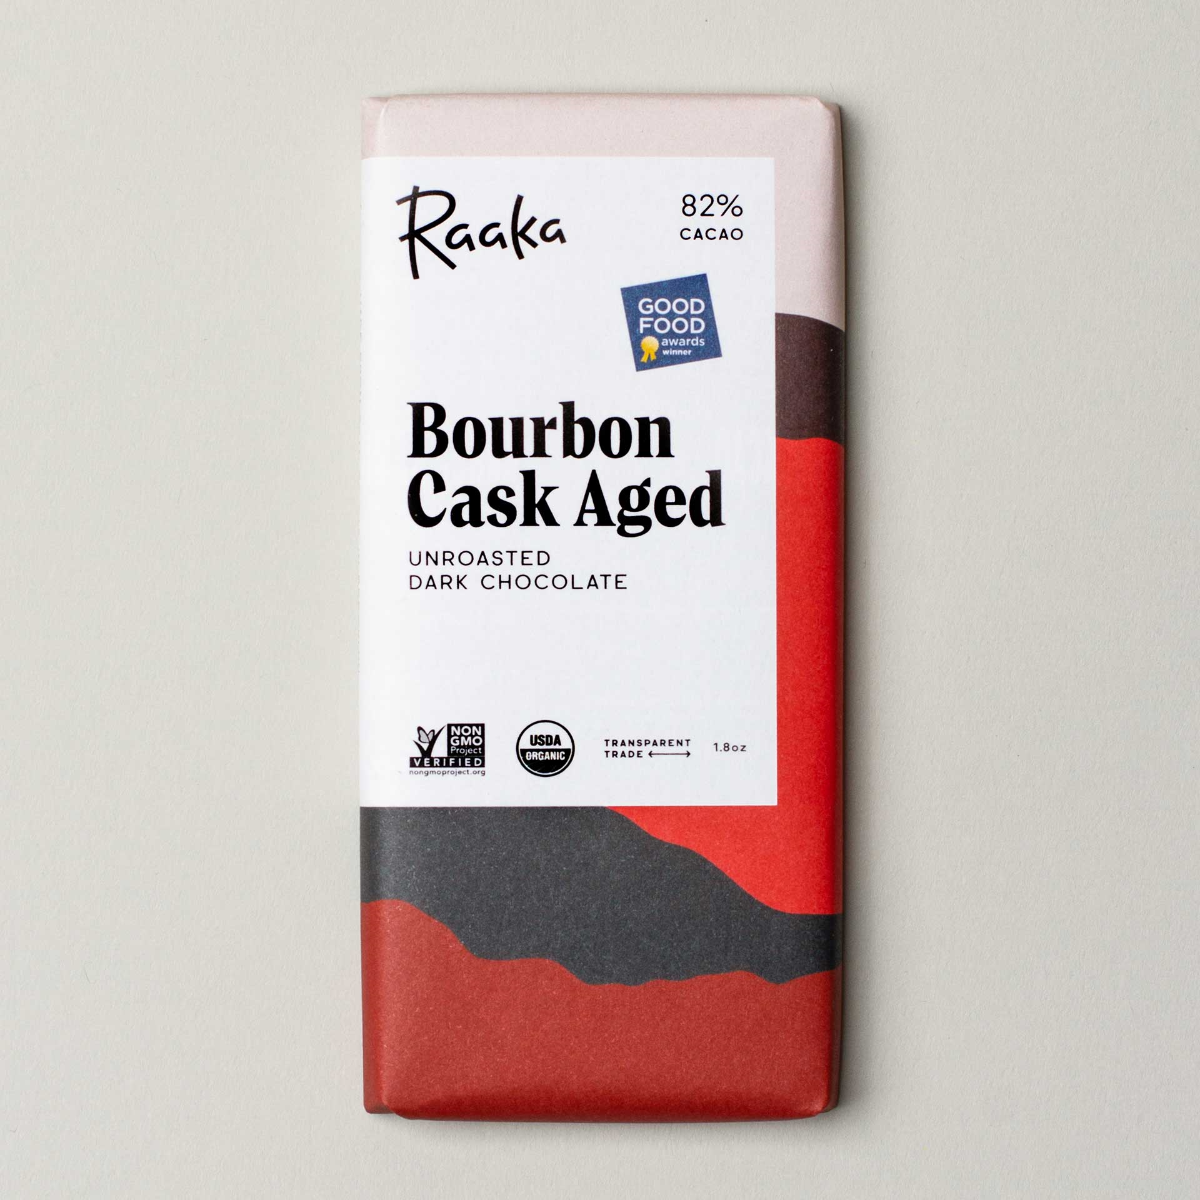 Raaka
82%
CACAO
GOOD
FOOD
awards
winner
Bourbon
Cask Aged
UNROASTED
DARK CHOCOLATE
NON
GMO
Project
VERIFIED
nongmoproject.org
USDA
ORGANIC
TRANSPARENT
TRADE
1.8oz